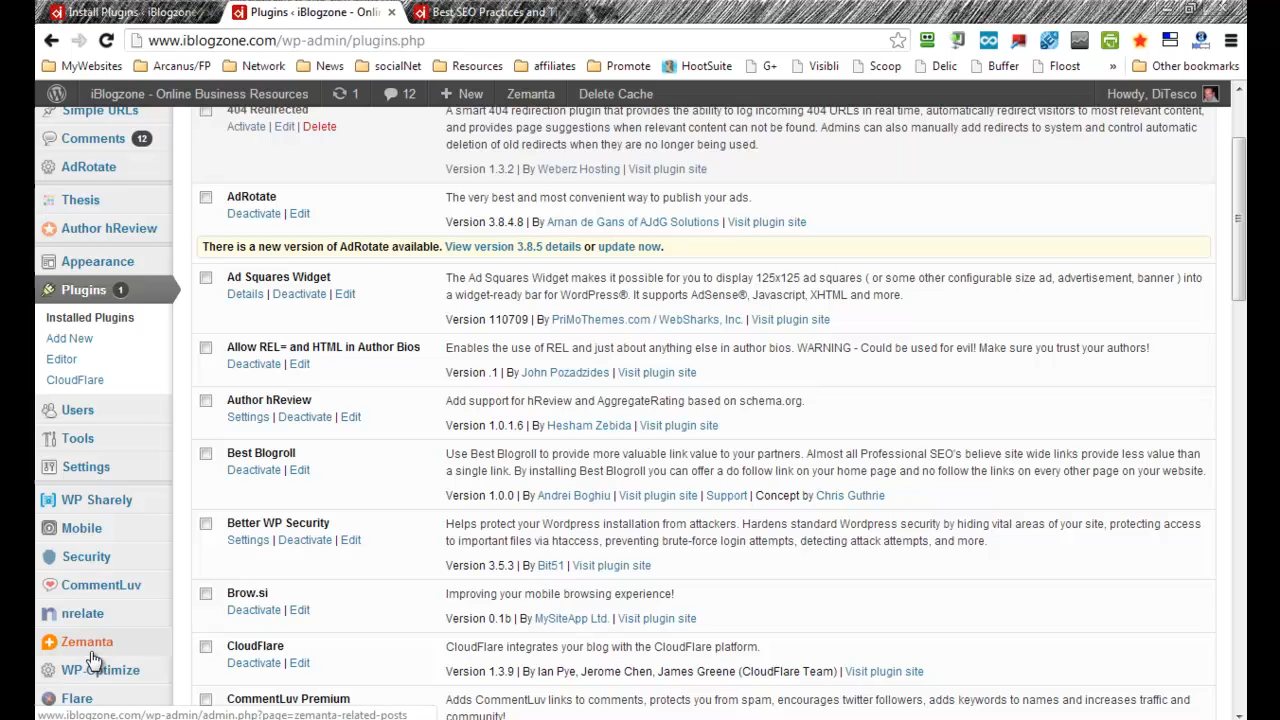 Install Plugins ‹ iBlogzone
Plugins ‹ iBlogzone - Onli
Best SEO Practices and Ti
www.iblogzone.com/wp-admin/plugins.php
MyWebsites Arcanus/FP Network News socialNet Resources affiliates Promote HootSuite G+ Visibli Scoop Delic Buffer Floost » Other bookmarks
iBlogzone - Online Business Resources 1 12 + New Zemanta Delete Cache Howdy, DiTesco
Simple URLs
Comments 12
AdRotate
Thesis
Author hReview
Appearance
Plugins 1
Installed Plugins
Add New
Editor
CloudFlare
Users
Tools
Settings
WP Sharely
Mobile
Security
CommentLuv
nrelate
Zemanta
WP-Optimize
Flare
404 Redirected
Activate | Edit | Delete
A smart 404 redirection plugin that provides the ability to log incoming 404 URLs in real time, automatically redirect visitors to most relevant content,
and provides page suggestions when relevant content can not be found. Admins can also manually add redirects to system and control automatic
deletion of old redirects when they are no longer being used.
Version 1.3.2 | By Weberz Hosting | Visit plugin site
AdRotate
Deactivate | Edit
The very best and most convenient way to publish your ads.
Version 3.8.4.8 | By Arnan de Gans of AJdG Solutions | Visit plugin site
There is a new version of AdRotate available. View version 3.8.5 details or update now.
Ad Squares Widget
Details | Deactivate | Edit
The Ad Squares Widget makes it possible for you to display 125x125 ad squares ( or some other configurable size ad, advertisement, banner ) into
a widget-ready bar for WordPress®. It supports AdSense®, Javascript, XHTML and more.
Version 110709 | By PriMoThemes.com / WebSharks, Inc. | Visit plugin site
Allow REL= and HTML in Author Bios
Deactivate | Edit
Enables the use of REL and just about anything else in author bios. WARNING - Could be used for evil! Make sure you trust your authors!
Version .1 | By John Pozadzides | Visit plugin site
Author hReview
Settings | Deactivate | Edit
Add support for hReview and AggregateRating based on schema.org.
Version 1.0.1.6 | By Hesham Zebida | Visit plugin site
Best Blogroll
Deactivate | Edit
Use Best Blogroll to provide more valuable link value to your partners. Almost all Professional SEO's believe site wide links provide less value than
a single link. By installing Best Blogroll you can offer a do follow link on your home page and no follow the links on every other page on your website.
Version 1.0.0 | By Andrei Boghiu | Visit plugin site | Support | Concept by Chris Guthrie
Better WP Security
Settings | Deactivate | Edit
Helps protect your Wordpress installation from attackers. Hardens standard Wordpress security by hiding vital areas of your site, protecting access
to important files via htaccess, preventing brute-force login attempts, detecting attack attempts, and more.
Version 3.5.3 | By Bit51 | Visit plugin site
Brow.si
Deactivate | Edit
Improving your mobile browsing experience!
Version 0.1b | By MySiteApp Ltd. | Visit plugin site
CloudFlare
Deactivate | Edit
CloudFlare integrates your blog with the CloudFlare platform.
Version 1.3.9 | By Ian Pye, Jerome Chen, James Greene (CloudFlare Team) | Visit plugin site
CommentLuv Premium
Adds CommentLuv links to comments, protects you from spam, encourages twitter followers, adds keywords to names and increases traffic and
community!
www.iblogzone.com/wp-admin/admin.php?page=zemanta-related-posts